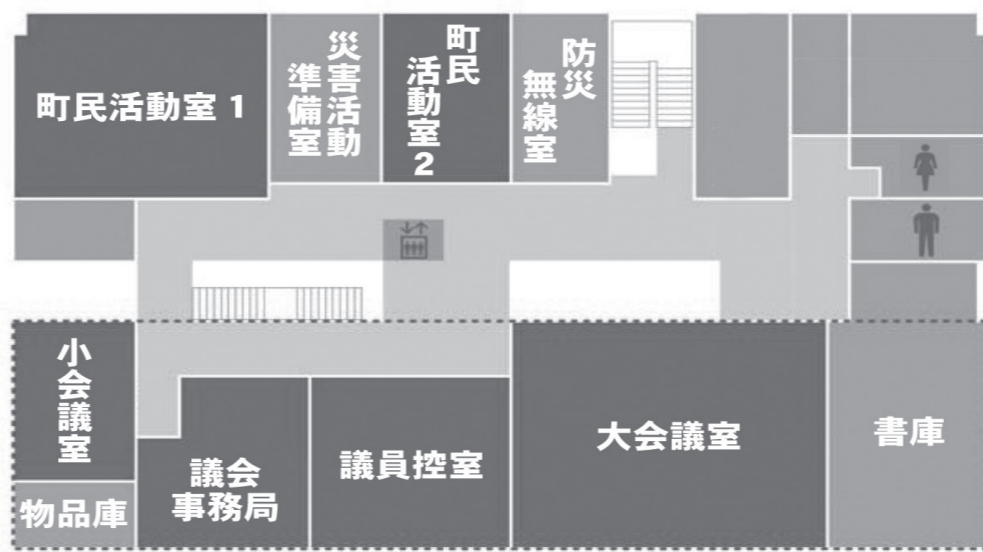 町民活動室 1
災害活動
準備室
町民
活動室2
防災
無線室
小会議室
物品庫
議会
事務局
議員控室
大会議室
書庫